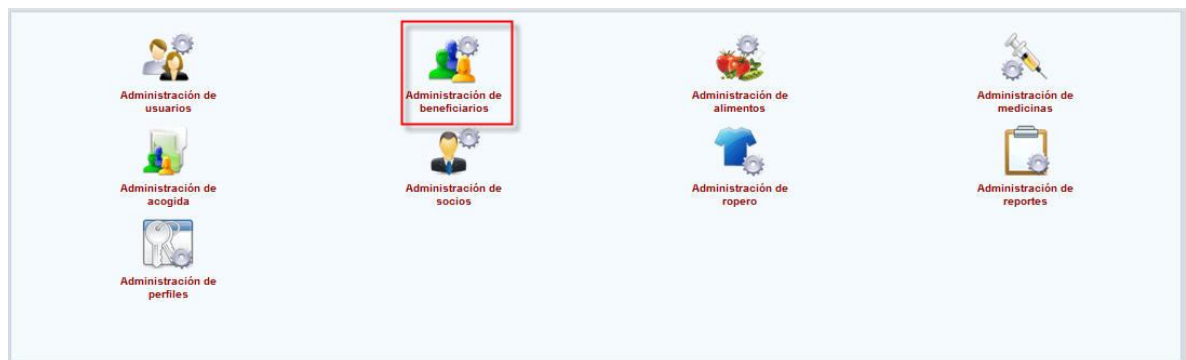 Administración de
usuarios
Administración de
beneficiarios
Administración de
alimentos
Administración de
medicinas
Administración de
acogida
Administración de
socios
Administración de
ropero
Administración de
reportes
Administración de
perfiles